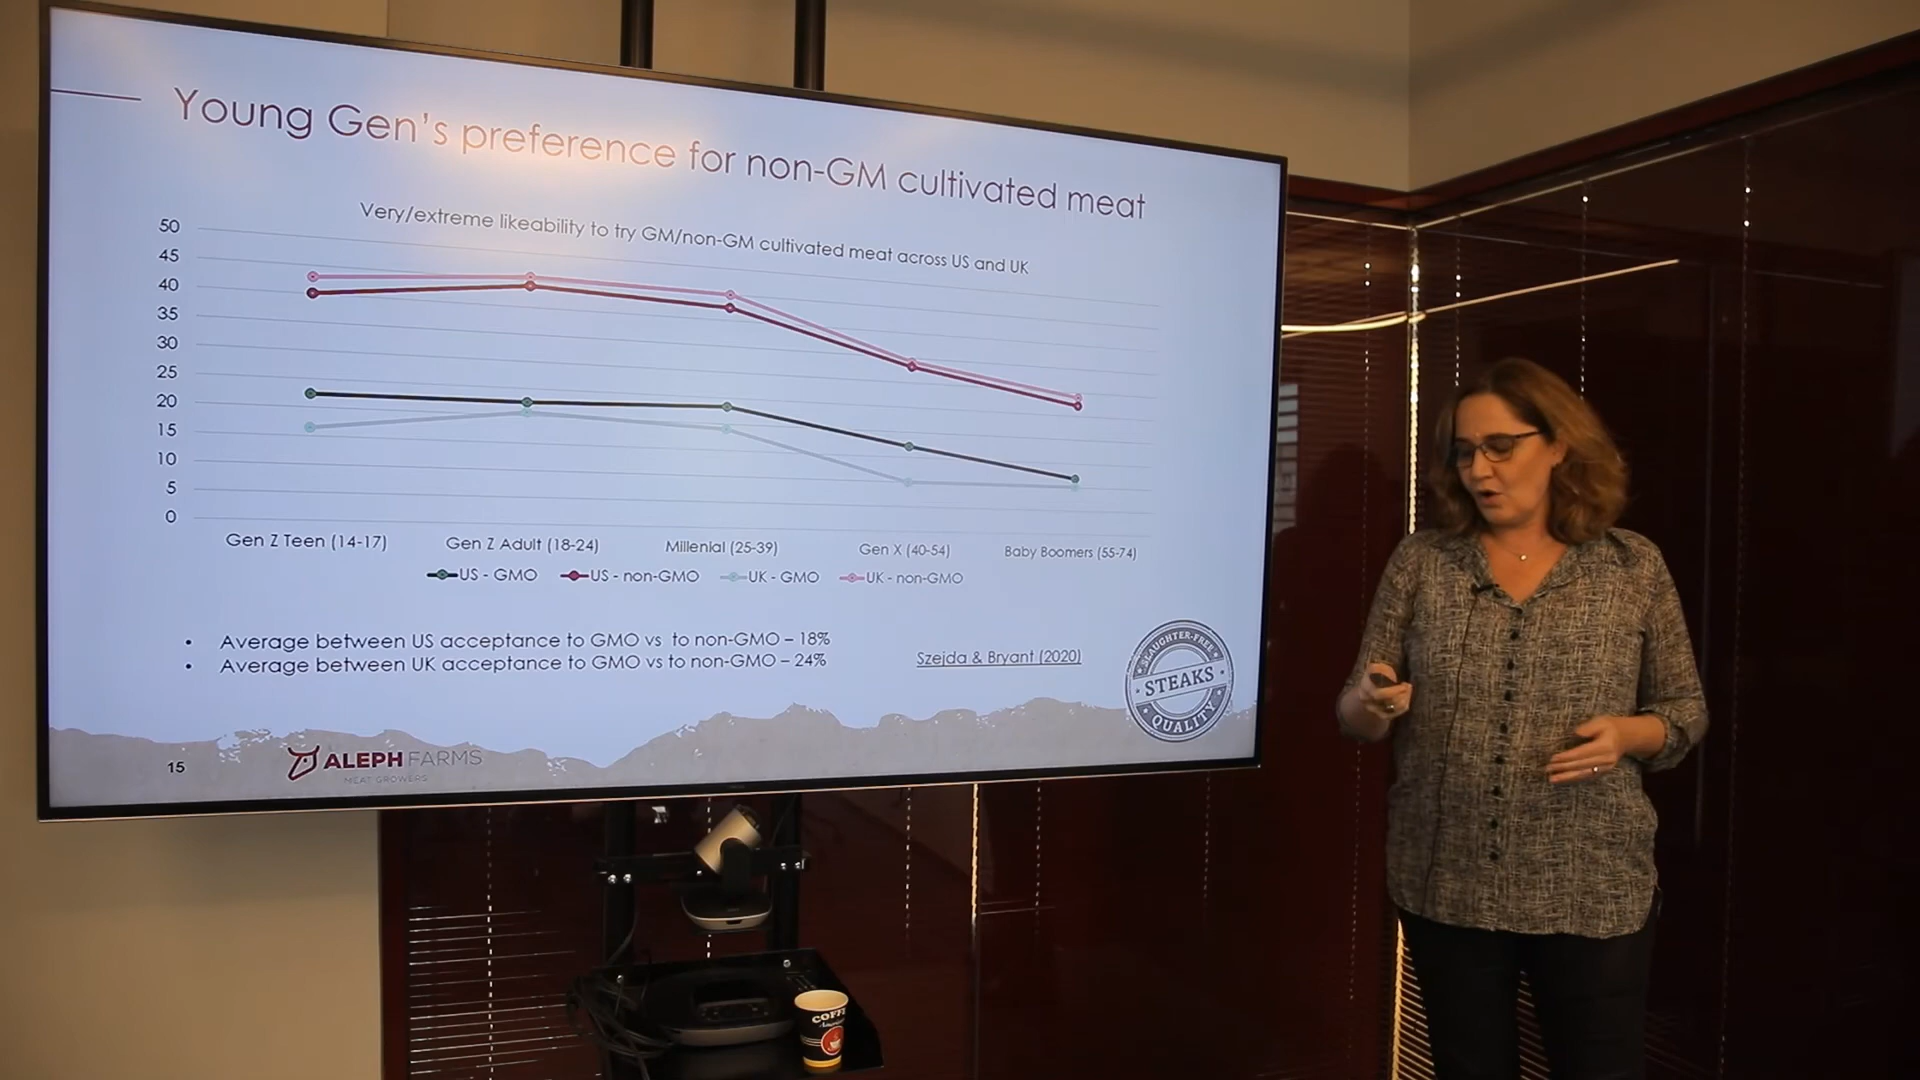 Young Gen's preference for non-GM cultivated meat
Very/extreme likeability to try GM/non-GM cultivated meat across US and UK
50
45
40
35
30
25
20
15
10
5
0
Gen Z Teen (14-17) Gen Z Adult (18-24) Millenial (25-39) Gen X (40-54) Baby Boomers (55-74)
US - GMO US - non-GMO UK - GMO UK - non-GMO
• Average between US acceptance to GMO vs to non-GMO – 18%
• Average between UK acceptance to GMO vs to non-GMO – 24%
Szejda & Bryant (2020)
SLAUGHTER-FREE
STEAKS
QUALITY
15
ALEPH FARMS
MEAT GROWERS
COFFE